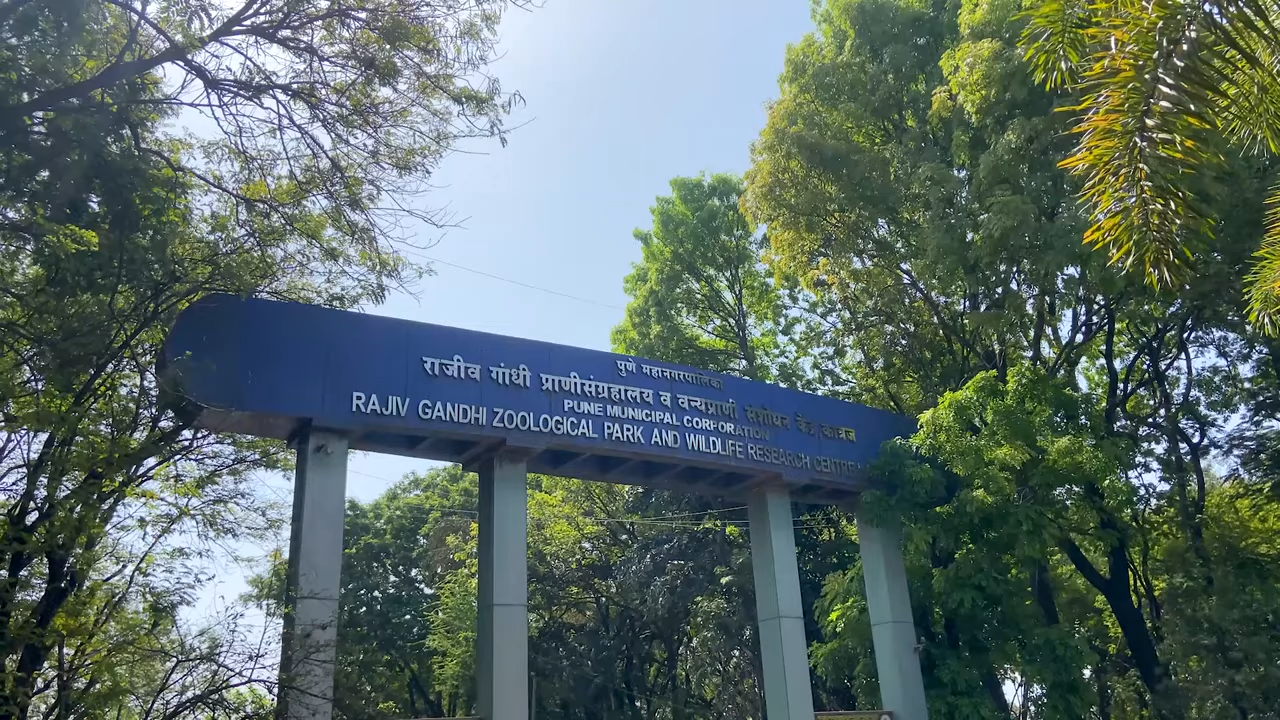 पुणे महानगरपालिका
राजीव गांधी प्राणीसंग्रहालय व वन्यप्राणी संशोधन केंद्र, कात्रज
PUNE MUNICIPAL CORPORATION
RAJIV GANDHI ZOOLOGICAL PARK AND WILDLIFE RESEARCH CENTRE